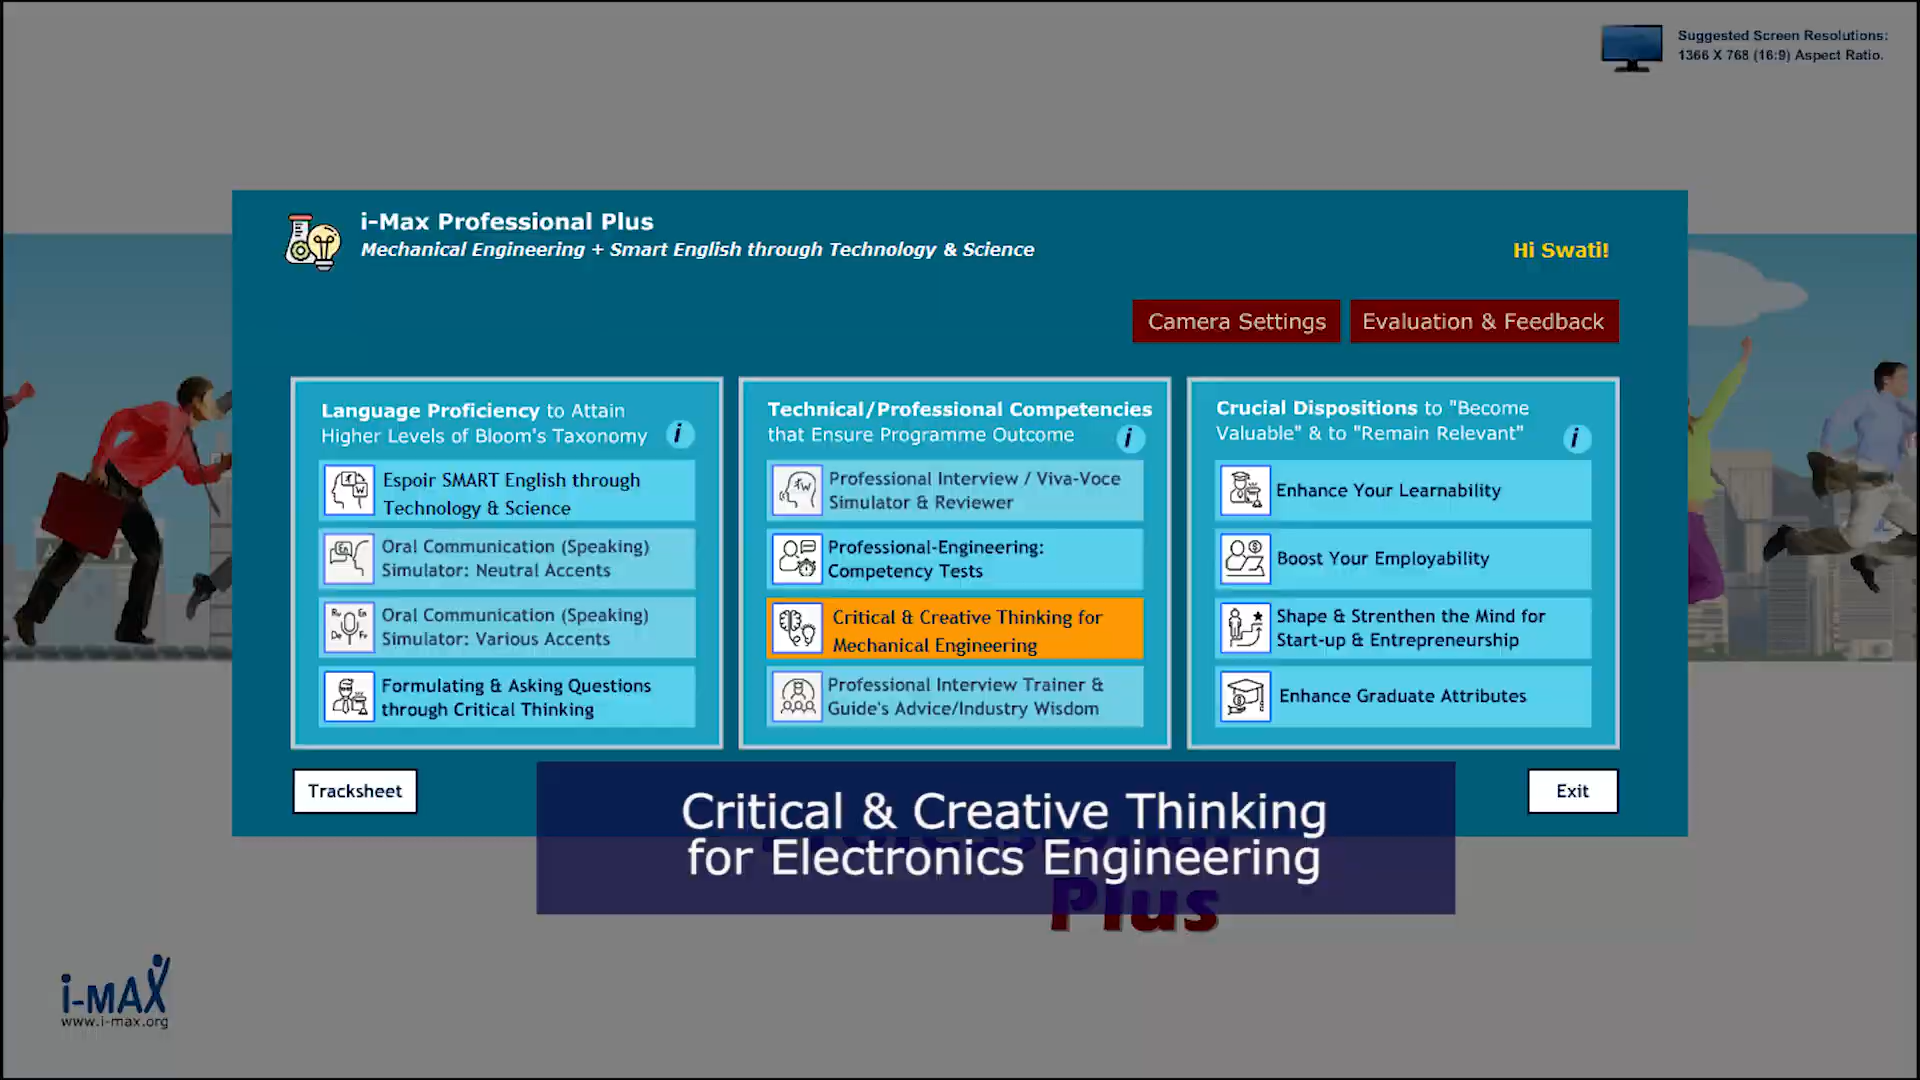 Suggested Screen Resolutions:
1366 X 768 (16:9) Aspect Ratio.
i-Max Professional Plus
Mechanical Engineering + Smart English through Technology & Science
Hi Swati!
Camera Settings
Evaluation & Feedback
Language Proficiency to Attain
Higher Levels of Bloom's Taxonomy
i
Espoir SMART English through
Technology & Science
Oral Communication (Speaking)
Simulator: Neutral Accents
Oral Communication (Speaking)
Simulator: Various Accents
Formulating & Asking Questions
through Critical Thinking
Technical/Professional Competencies
that Ensure Programme Outcome
i
Professional Interview / Viva-Voce
Simulator & Reviewer
Professional-Engineering:
Competency Tests
Critical & Creative Thinking for
Mechanical Engineering
Professional Interview Trainer &
Guide's Advice/Industry Wisdom
Crucial Dispositions to "Become
Valuable" & to "Remain Relevant"
i
Enhance Your Learnability
Boost Your Employability
Shape & Strenthen the Mind for
Start-up & Entrepreneurship
Enhance Graduate Attributes
Tracksheet
Exit
Critical & Creative Thinking
for Electronics Engineering
Plus
i-MAX
www.i-max.org